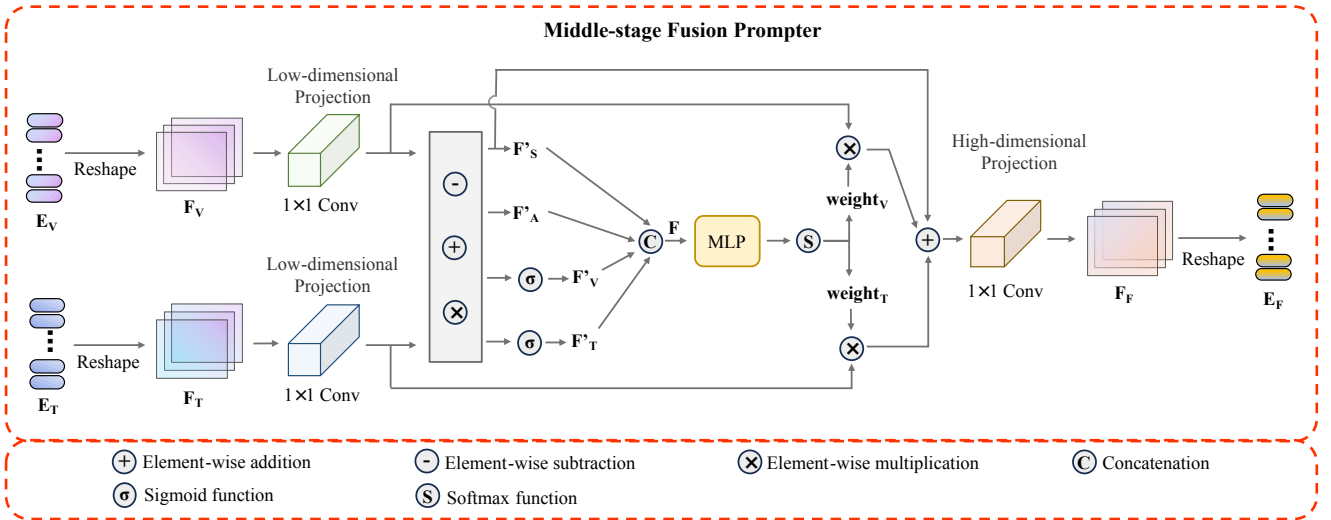 Middle-stage Fusion Prompter
Low-dimensional
Projection
E_V
Reshape
F_V
1×1 Conv
Low-dimensional
Projection
E_T
Reshape
F_T
1×1 Conv
-
+
×
σ
σ
F'_S
F'_A
F'_V
F'_T
C
F
MLP
S
×
weight_V
weight_T
×
+
High-dimensional
Projection
1×1 Conv
F_F
Reshape
E_F
+ Element-wise addition
- Element-wise subtraction
× Element-wise multiplication
C Concatenation
σ Sigmoid function
S Softmax function